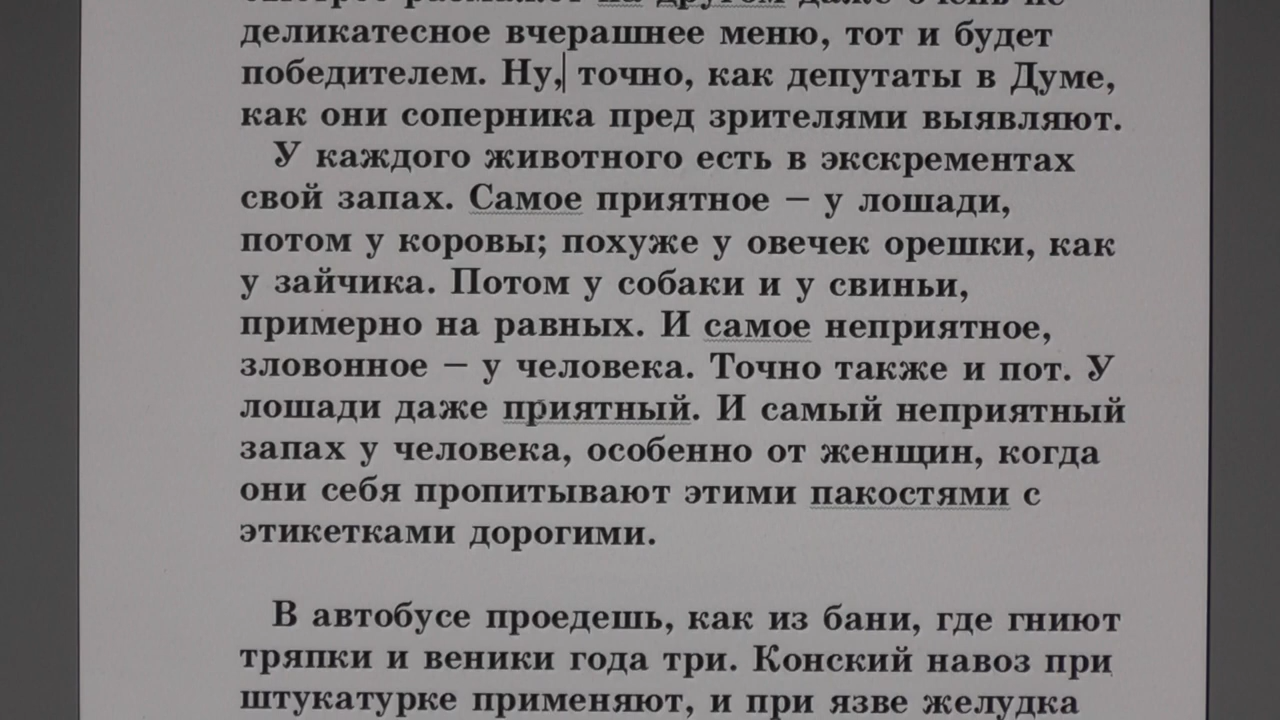 деликатесное вчерашнее меню, тот и будет
победителем. Ну, точно, как депутаты в Думе,
как они соперника пред зрителями выявляют.
У каждого животного есть в экскрементах
свой запах. Самое приятное – у лошади,
потом у коровы; похуже у овечек орешки, как
у зайчика. Потом у собаки и у свиньи,
примерно на равных. И самое неприятное,
зловонное – у человека. Точно также и пот. У
лошади даже приятный. И самый неприятный
запах у человека, особенно от женщин, когда
они себя пропитывают этими пакостями с
этикетками дорогими.
В автобусе проедешь, как из бани, где гниют
тряпки и веники года три. Конский навоз при
штукатурке применяют, и при язве желудка